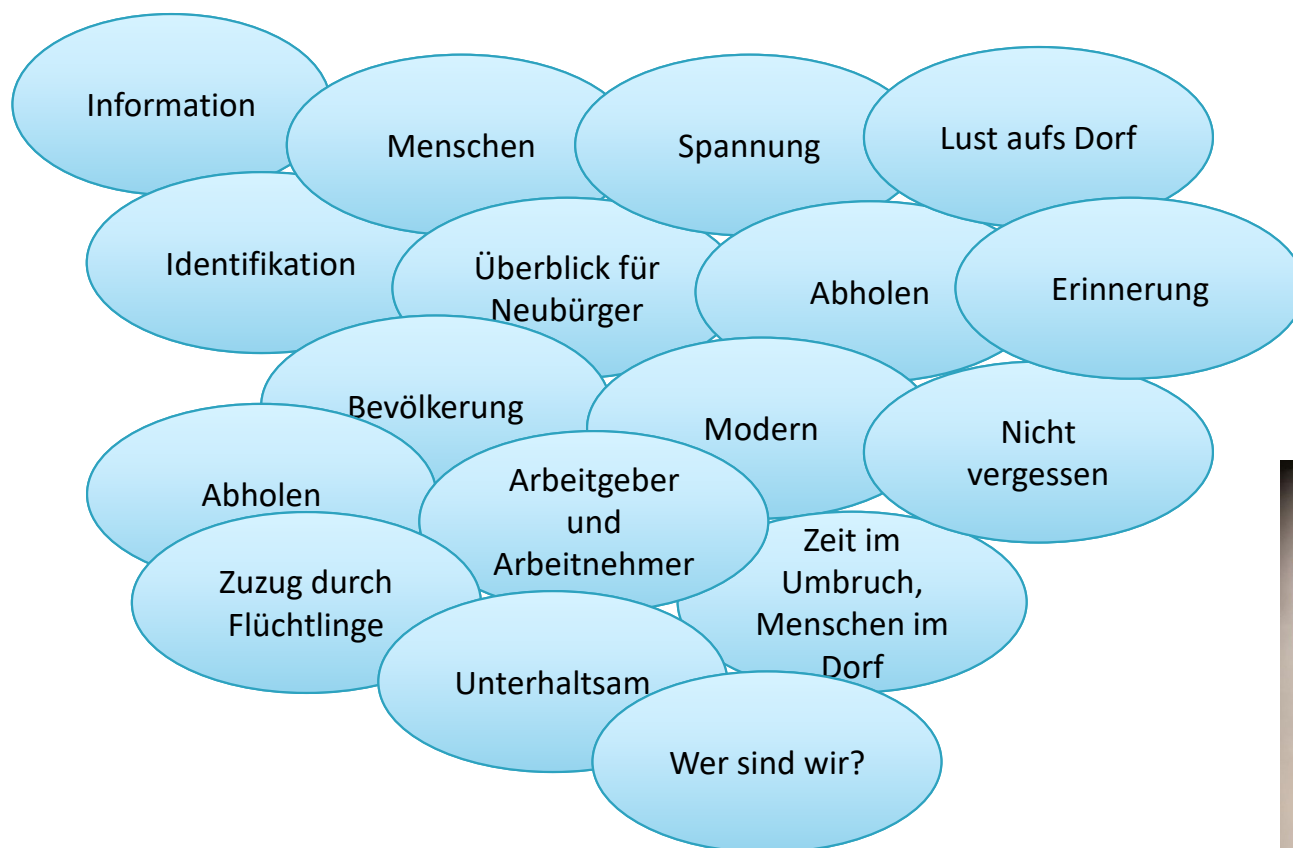 Information
Menschen
Spannung
Lust aufs Dorf
Identifikation
Überblick für
Neubürger
Abholen
Erinnerung
Bevölkerung
Modern
Nicht
vergessen
Abholen
Arbeitgeber
und
Arbeitnehmer
Zuzug durch
Flüchtlinge
Zeit im
Umbruch,
Menschen im
Dorf
Unterhaltsam
Wer sind wir?